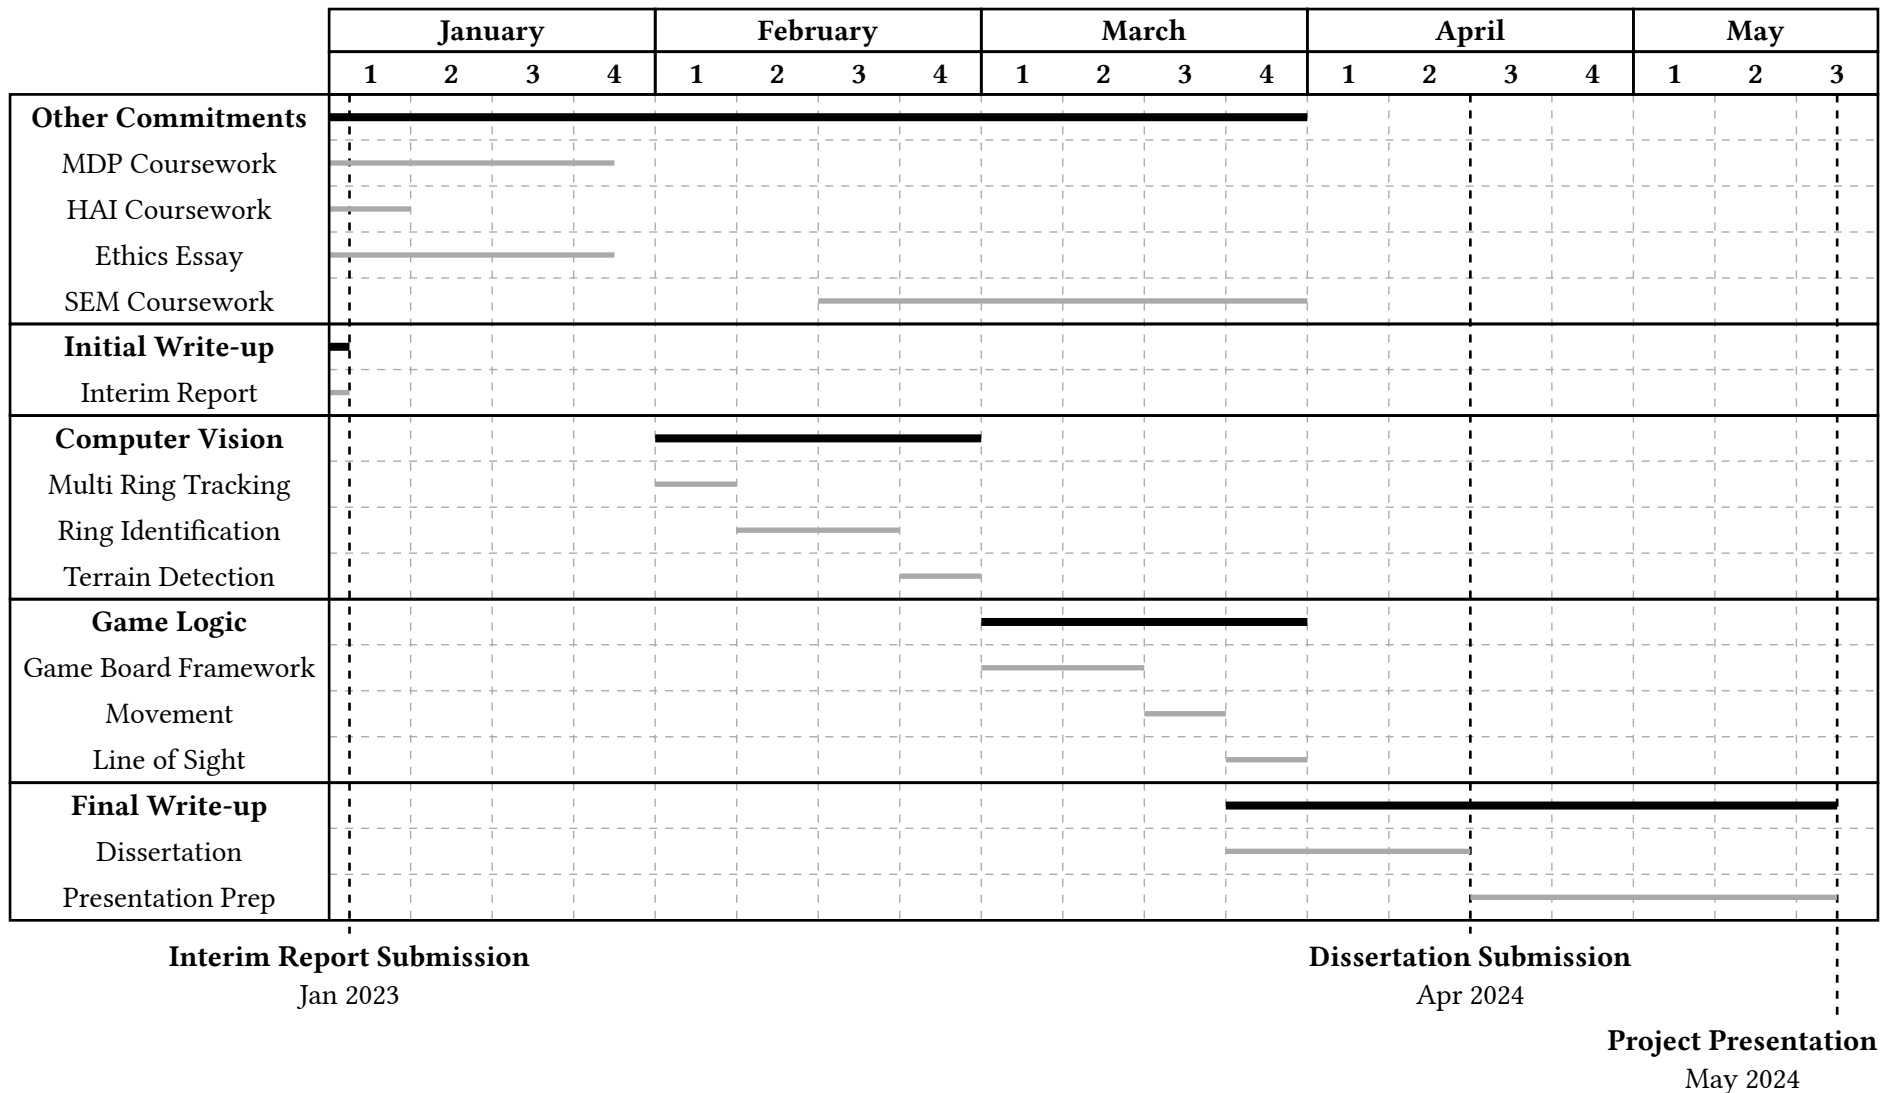 January February March April May
1 2 3 4 1 2 3 4 1 2 3 4 1 2 3 4 1 2 3
Other Commitments
MDP Coursework
HAI Coursework
Ethics Essay
SEM Coursework
Initial Write-up
Interim Report
Computer Vision
Multi Ring Tracking
Ring Identification
Terrain Detection
Game Logic
Game Board Framework
Movement
Line of Sight
Final Write-up
Dissertation
Presentation Prep
Interim Report Submission
Jan 2023
Dissertation Submission
Apr 2024
Project Presentation
May 2024